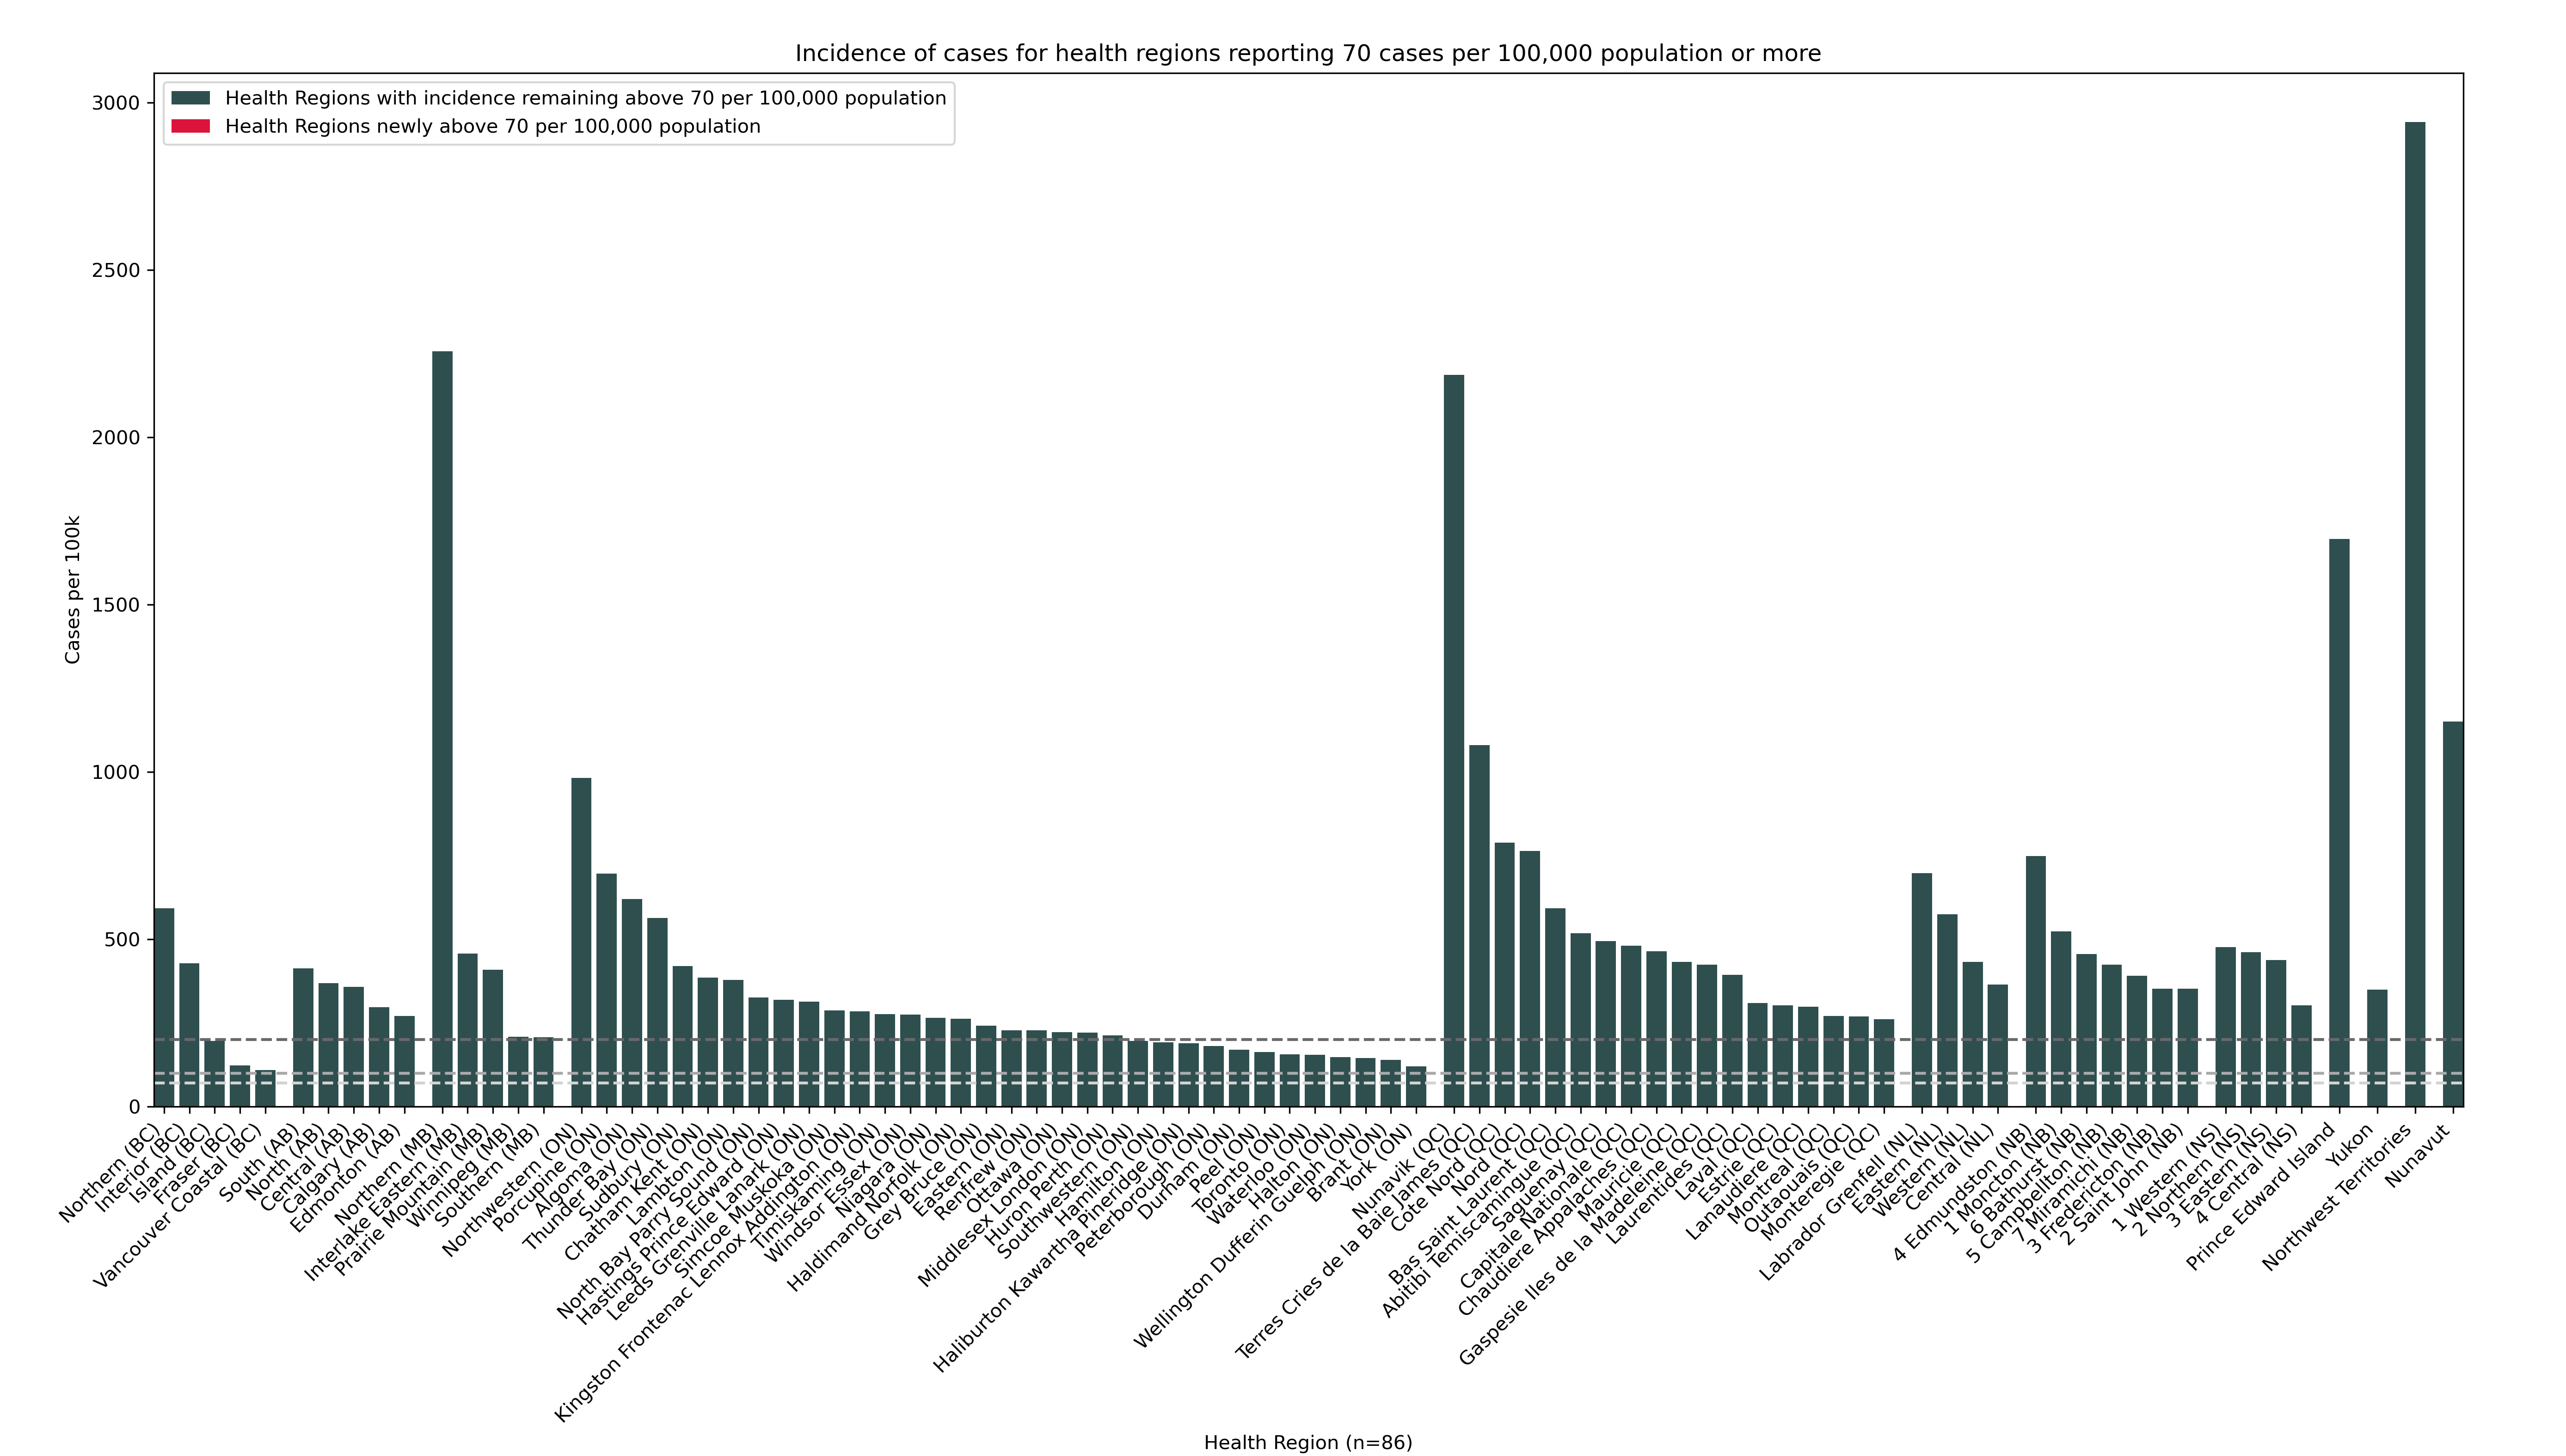 Incidence of cases for health regions reporting 70 cases per 100,000 population or more
Health Regions with incidence remaining above 70 per 100,000 population
Health Regions newly above 70 per 100,000 population
3000
2500
2000
1500
1000
500
0
Cases per 100k
Northern (BC)
Interior (BC)
Island (BC)
Fraser (BC)
Vancouver Coastal (BC)
South (AB)
North (AB)
Central (AB)
Calgary (AB)
Edmonton (AB)
Northern (MB)
Interlake Eastern (MB)
Prairie Mountain (MB)
Winnipeg (MB)
Southern (MB)
Northwestern (ON)
Porcupine (ON)
Algoma (ON)
Thunder Bay (ON)
Sudbury (ON)
Chatham Kent (ON)
Lambton (ON)
North Bay Parry Sound (ON)
Hastings Prince Edward (ON)
Leeds Grenville Lanark (ON)
Simcoe Muskoka (ON)
Kingston Frontenac Lennox Addington (ON)
Timiskaming (ON)
Windsor Essex (ON)
Niagara (ON)
Haldimand Norfolk (ON)
Grey Bruce (ON)
Eastern (ON)
Renfrew (ON)
Ottawa (ON)
Middlesex London (ON)
Huron Perth (ON)
Southwestern (ON)
Hamilton (ON)
Haliburton Kawartha Pineridge (ON)
Peterborough (ON)
Durham (ON)
Peel (ON)
Toronto (ON)
Waterloo (ON)
Halton (ON)
Wellington Dufferin Guelph (ON)
Brant (ON)
York (ON)
Nunavik (QC)
Terres Cries de la Baie James (QC)
Cote Nord (QC)
Nord (QC)
Bas Saint Laurent (QC)
Abitibi Temiscamingue (QC)
Saguenay (QC)
Capitale Nationale (QC)
Chaudiere Appalaches (QC)
Mauricie (QC)
Gaspesie Iles de la Madeleine (QC)
Laurentides (QC)
Laval (QC)
Estrie (QC)
Lanaudiere (QC)
Montreal (QC)
Outaouais (QC)
Monteregie (QC)
Labrador Grenfell (NL)
Eastern (NL)
Western (NL)
Central (NL)
4 Edmundston (NB)
1 Moncton (NB)
6 Bathurst (NB)
5 Campbellton (NB)
7 Miramichi (NB)
3 Fredericton (NB)
2 Saint John (NB)
1 Western (NS)
2 Northern (NS)
3 Eastern (NS)
4 Central (NS)
Prince Edward Island
Yukon
Northwest Territories
Nunavut
Health Region (n=86)